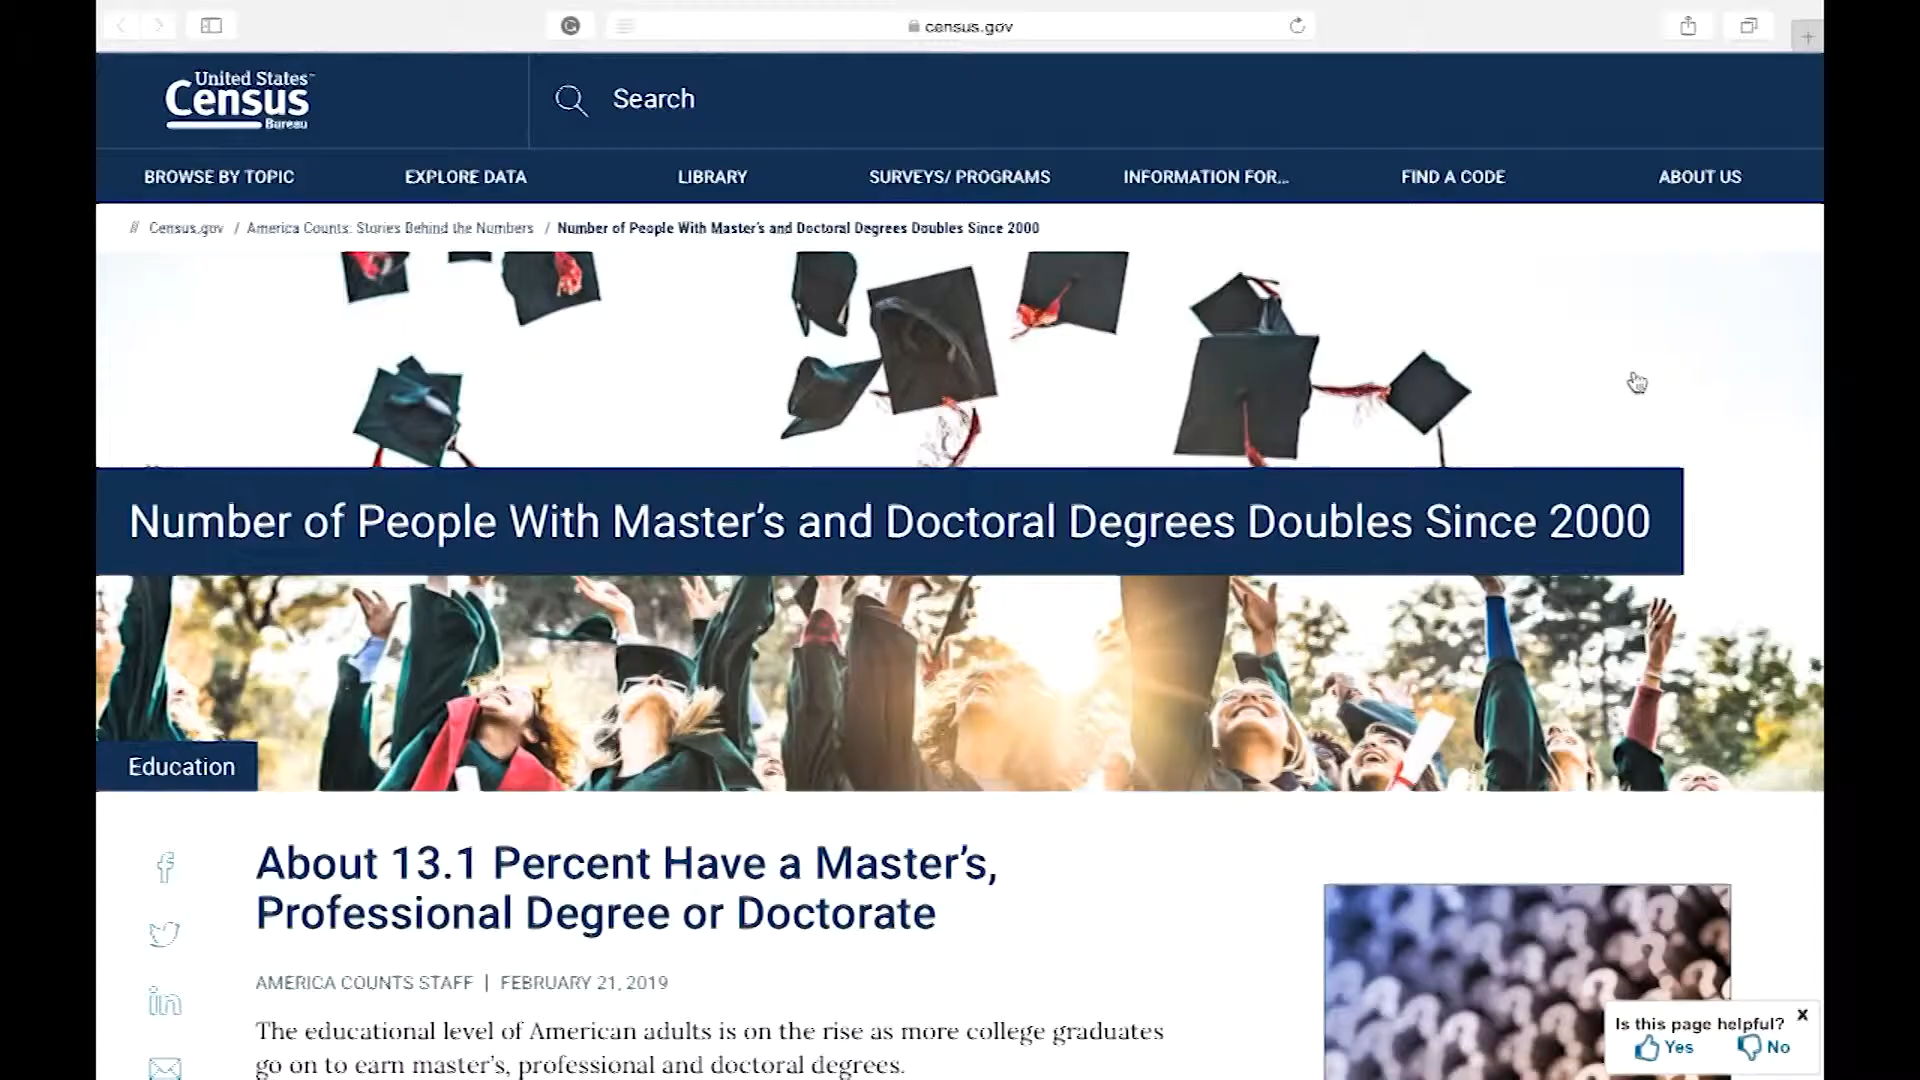 census.gov
United States™
Census
Bureau
Search
BROWSE BY TOPIC
EXPLORE DATA
LIBRARY
SURVEYS/ PROGRAMS
INFORMATION FOR...
FIND A CODE
ABOUT US
// Census.gov / America Counts: Stories Behind the Numbers / Number of People With Master's and Doctoral Degrees Doubles Since 2000
Number of People With Master's and Doctoral Degrees Doubles Since 2000
Education
About 13.1 Percent Have a Master's,
Professional Degree or Doctorate
AMERICA COUNTS STAFF | FEBRUARY 21, 2019
The educational level of American adults is on the rise as more college graduates
go on to earn master's, professional and doctoral degrees.
Is this page helpful? X
Yes No